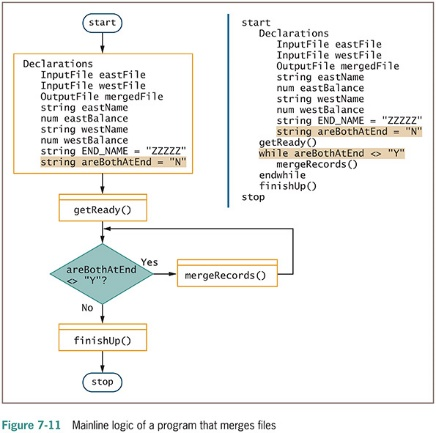 start
Declarations
InputFile eastFile
InputFile westFile
OutputFile mergedFile
string eastName
num eastBalance
string westName
num westBalance
string END_NAME = "ZZZZZ"
string areBothAtEnd = "N"
getReady()
areBothAtEnd
<> "Y"?
Yes
mergeRecords()
No
finishUp()
stop
start
Declarations
InputFile eastFile
InputFile westFile
OutputFile mergedFile
string eastName
num eastBalance
string westName
num westBalance
string END_NAME = "ZZZZZ"
string areBothAtEnd = "N"
getReady()
while areBothAtEnd <> "Y"
mergeRecords()
endwhile
finishUp()
stop
Figure 7-11 Mainline logic of a program that merges files